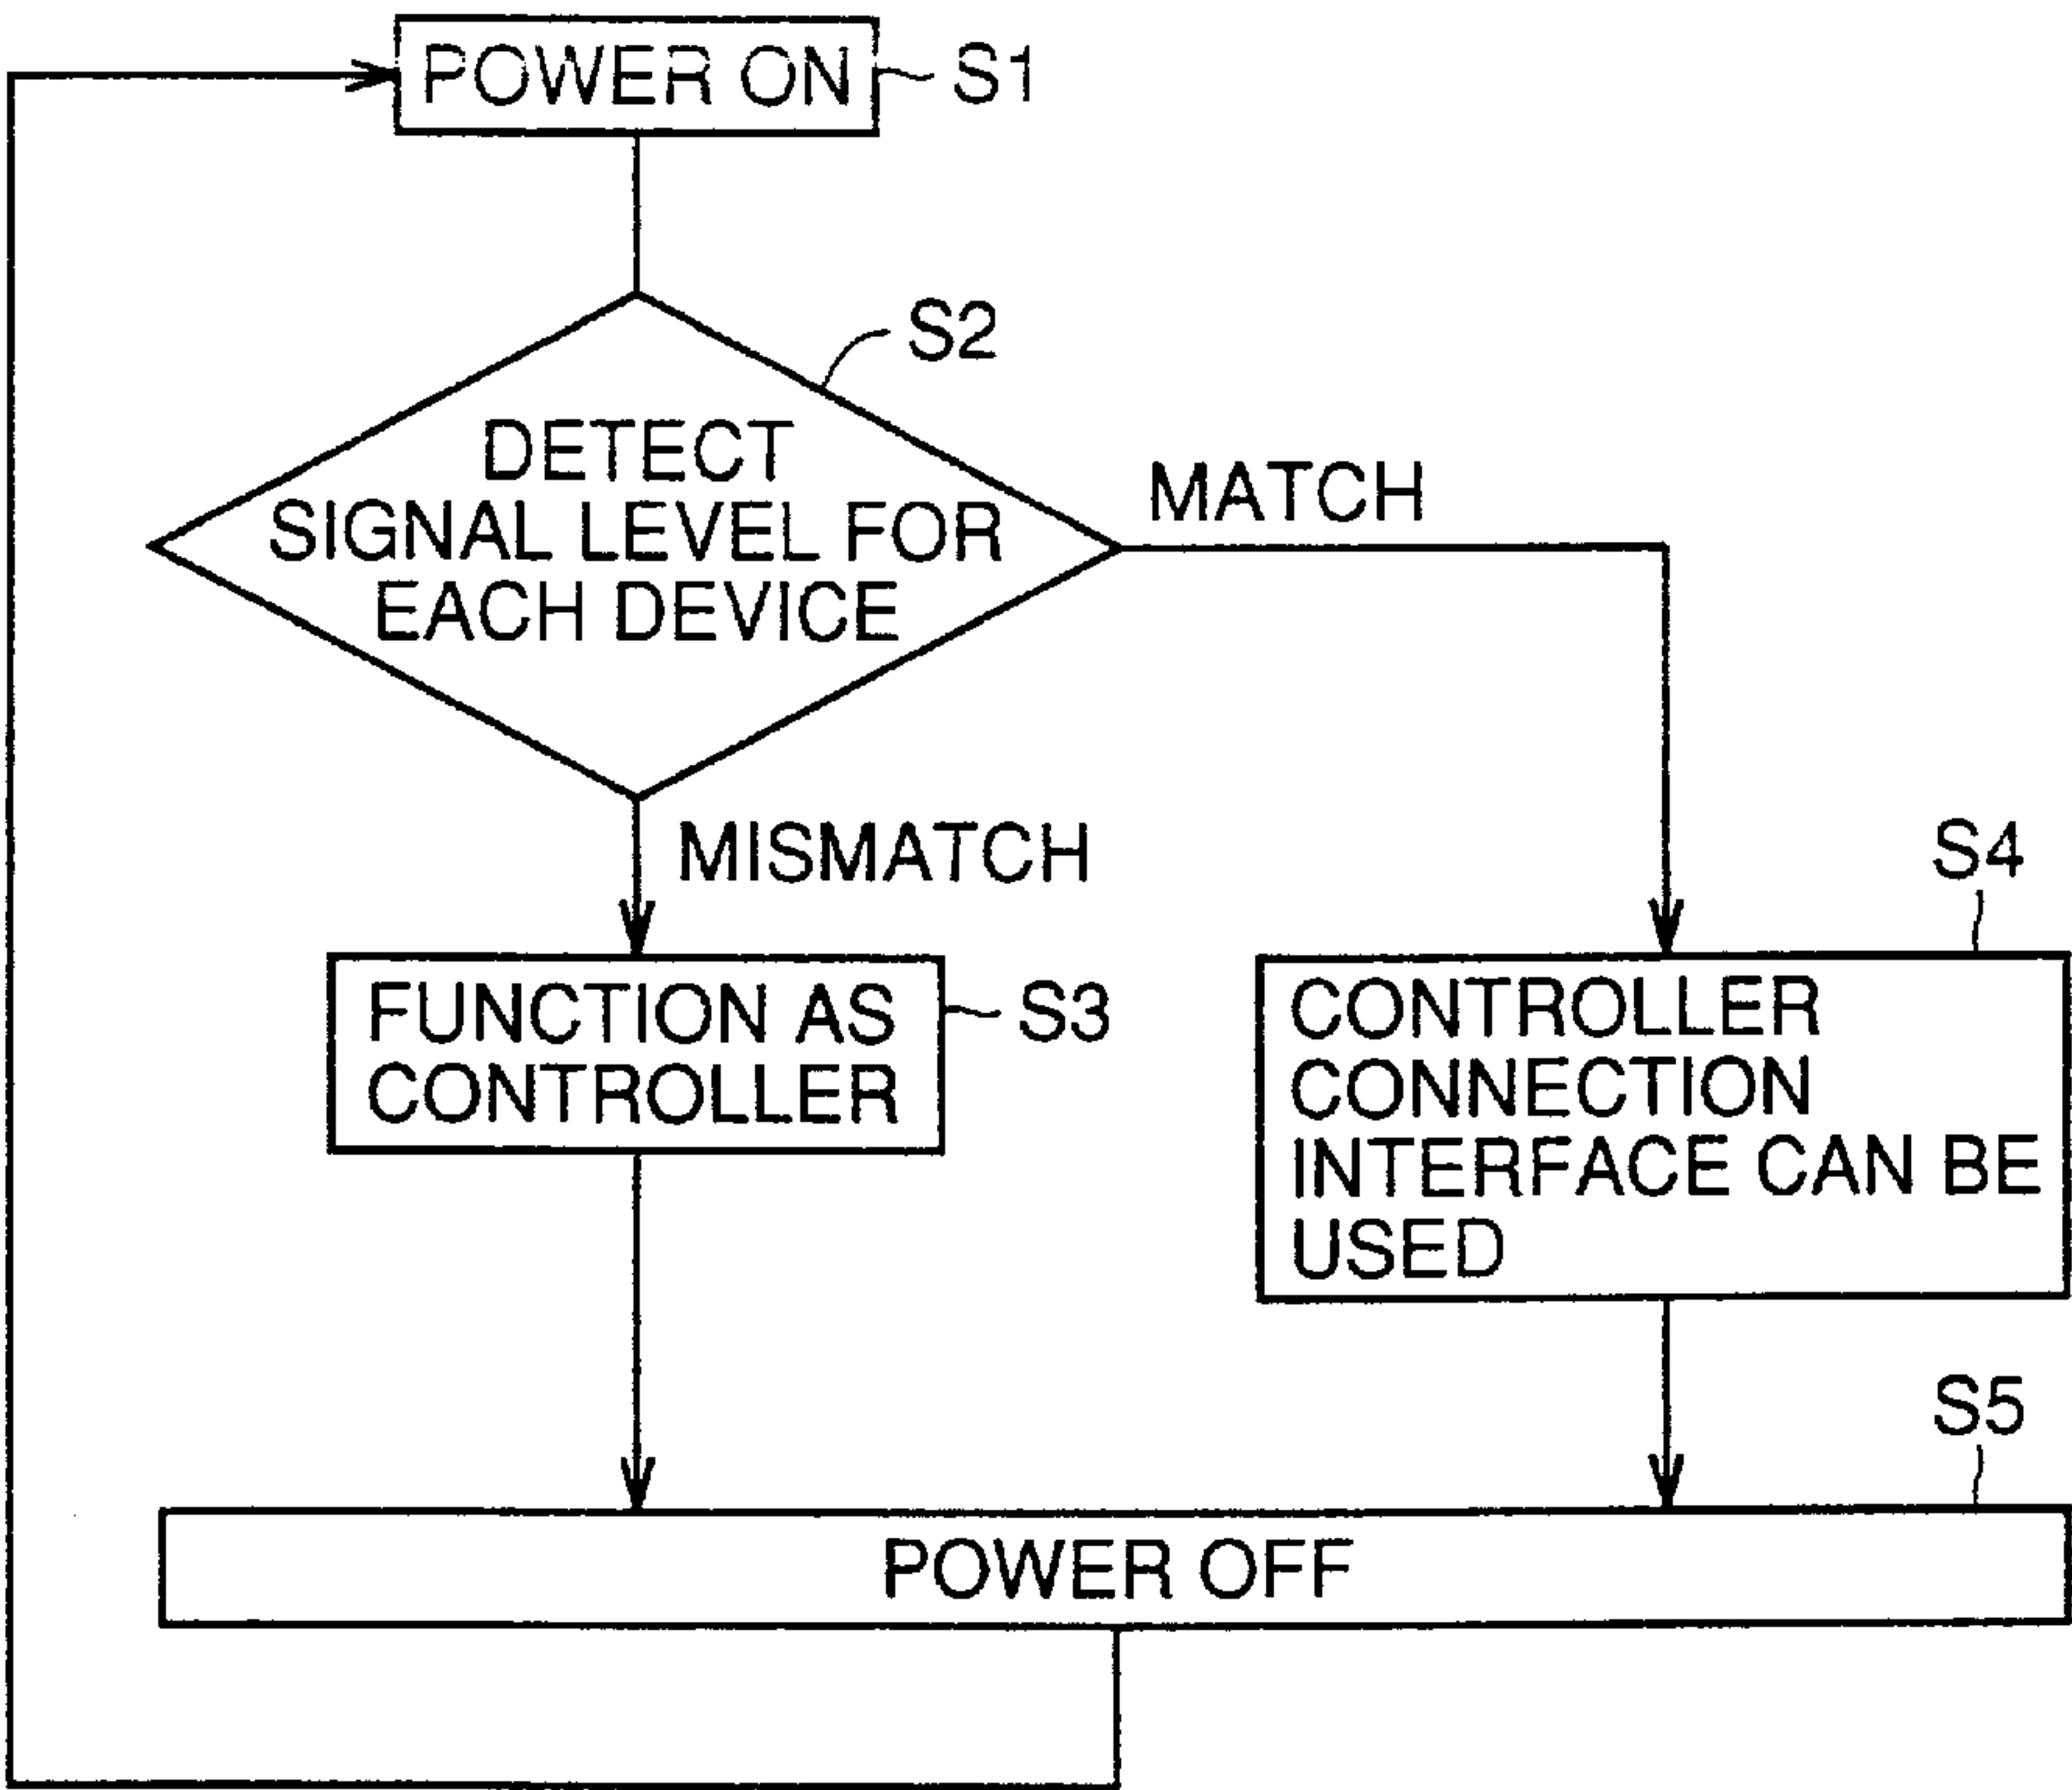 POWER ON
S1
S2
DETECT
SIGNAL LEVEL FOR
EACH DEVICE
MATCH
MISMATCH
FUNCTION AS
CONTROLLER
S3
S4
CONTROLLER
CONNECTION
INTERFACE CAN BE
USED
S5
POWER OFF